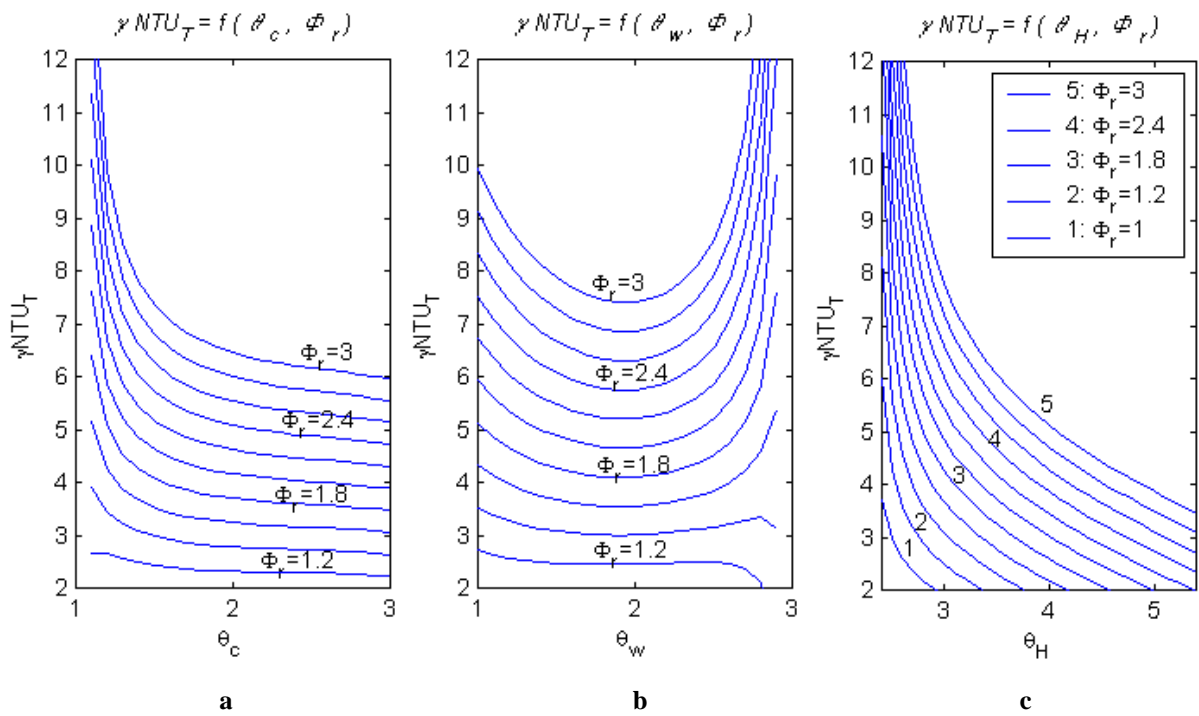 γ NTU_T = f ( θ_c, Φ_r)
γNTU_T
12
11
10
9
8
7
6
5
4
3
2
1
2
3
θ_c
Φ_r=3
Φ_r=2.4
Φ_r=1.8
Φ_r=1.2
a
γ NTU_T = f ( θ_w, Φ_r)
γNTU_T
12
11
10
9
8
7
6
5
4
3
2
1
2
3
θ_w
Φ_r=3
Φ_r=2.4
Φ_r=1.8
Φ_r=1.2
b
γ NTU_T = f ( θ_H, Φ_r)
γNTU_T
12
11
10
9
8
7
6
5
4
3
2
3
4
5
θ_H
5: Φ_r=3
4: Φ_r=2.4
3: Φ_r=1.8
2: Φ_r=1.2
1: Φ_r=1
5
4
3
2
1
c